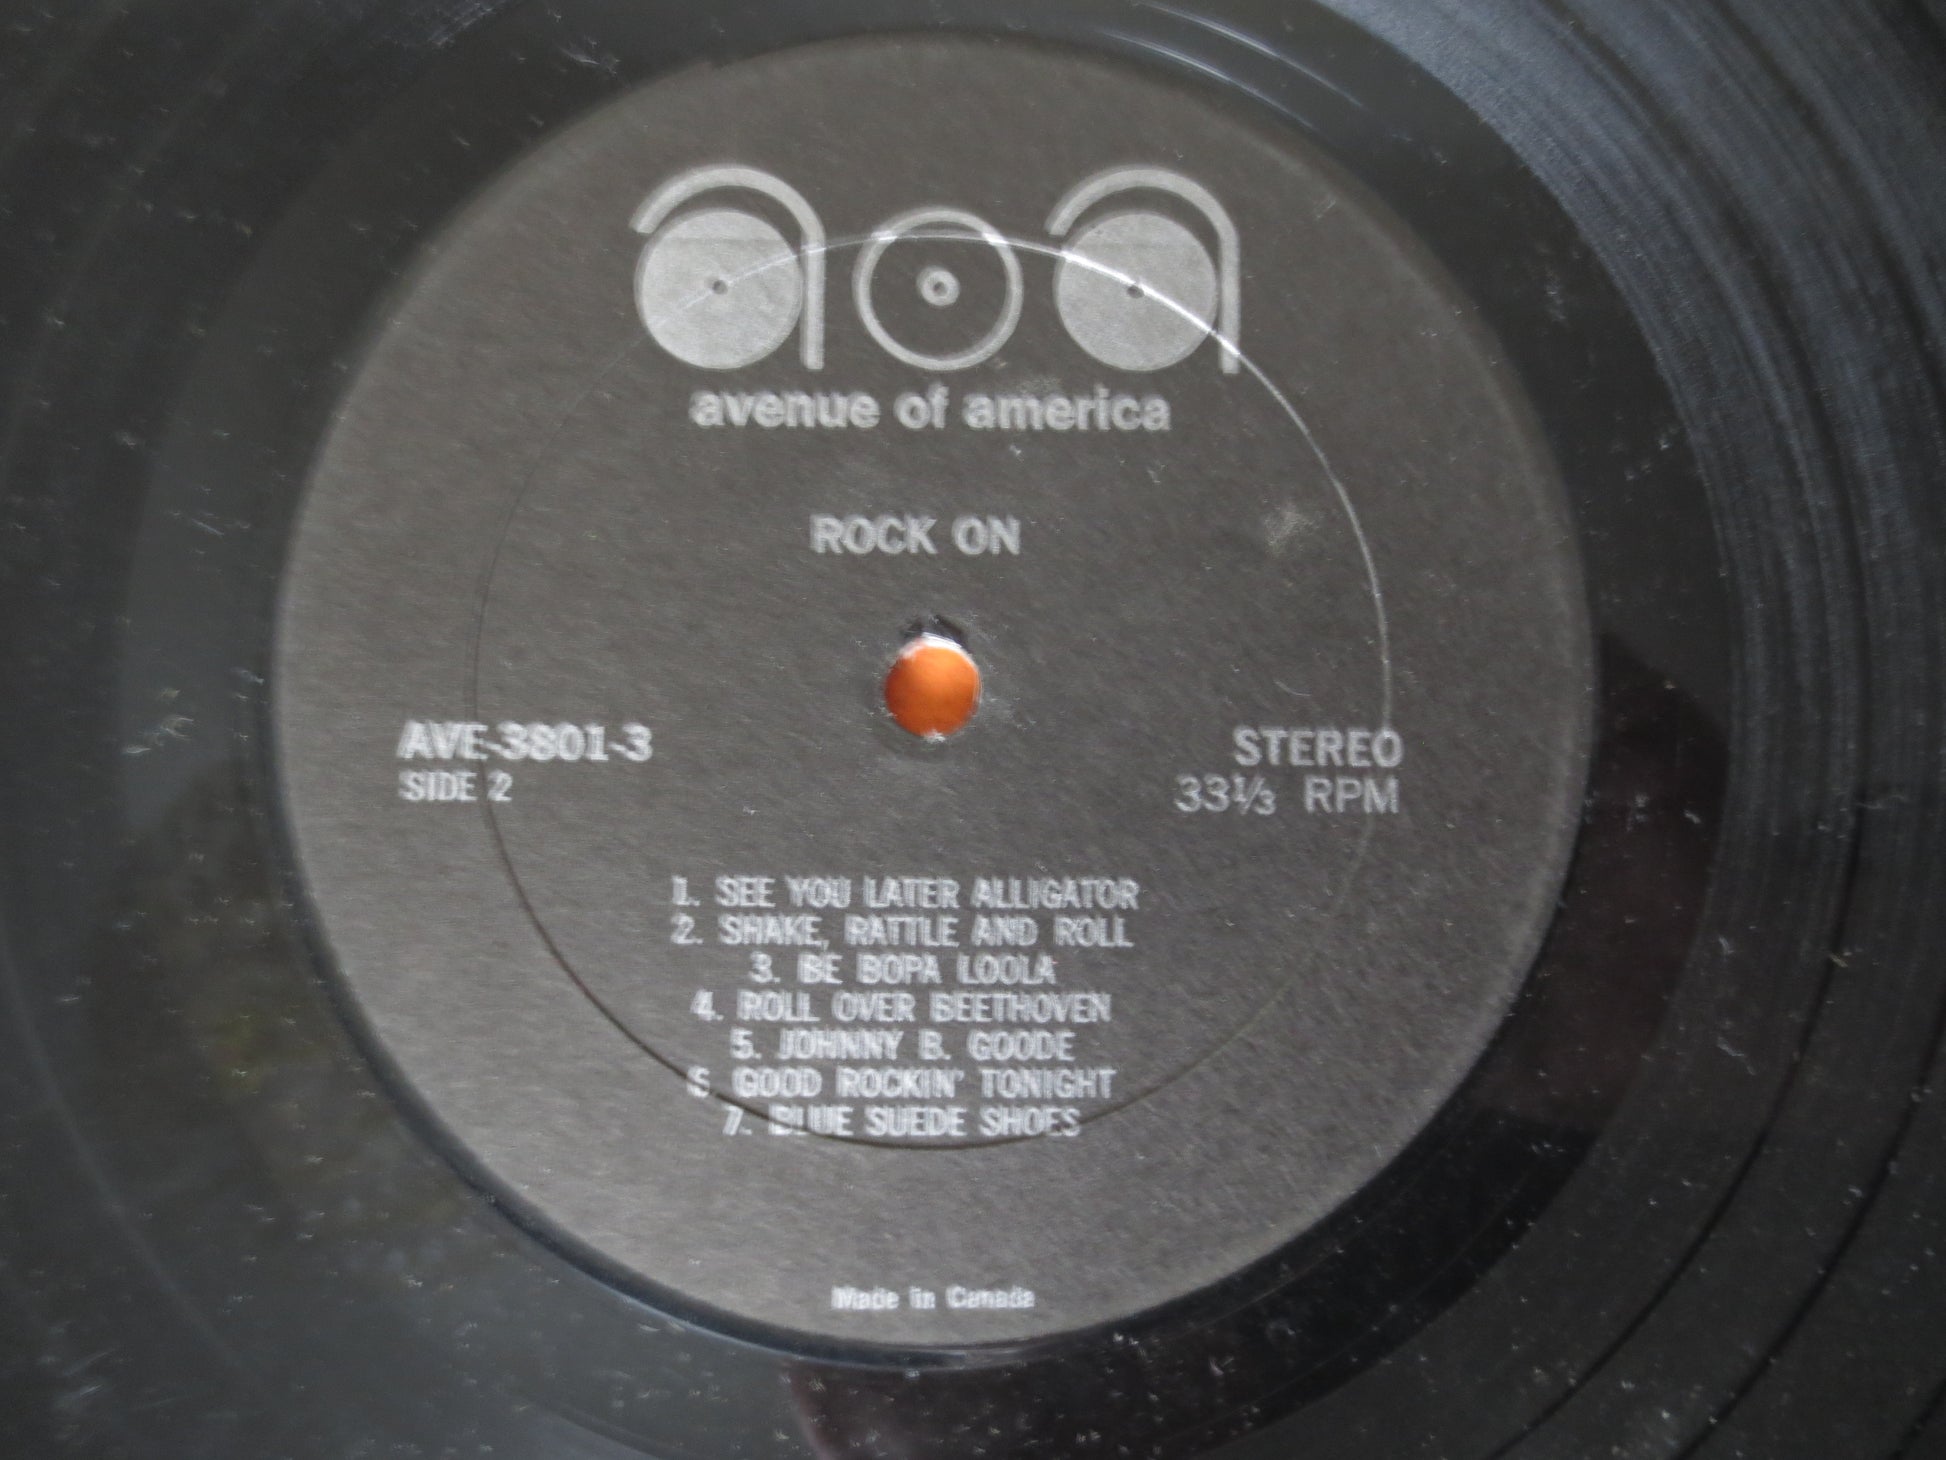 aoa
avenue of america
ROCK ON
AVE-3801-3
SIDE 2
STEREO
33⅓ RPM
1. SEE YOU LATER ALLIGATOR
2. SHAKE, RATTLE AND ROLL
3. BE BOPA LOOLA
4. ROLL OVER BEETHOVEN
5. JOHNNY B. GOODE
6. GOOD ROCKIN' TONIGHT
7. BLUE SUEDE SHOES
Made in Canada